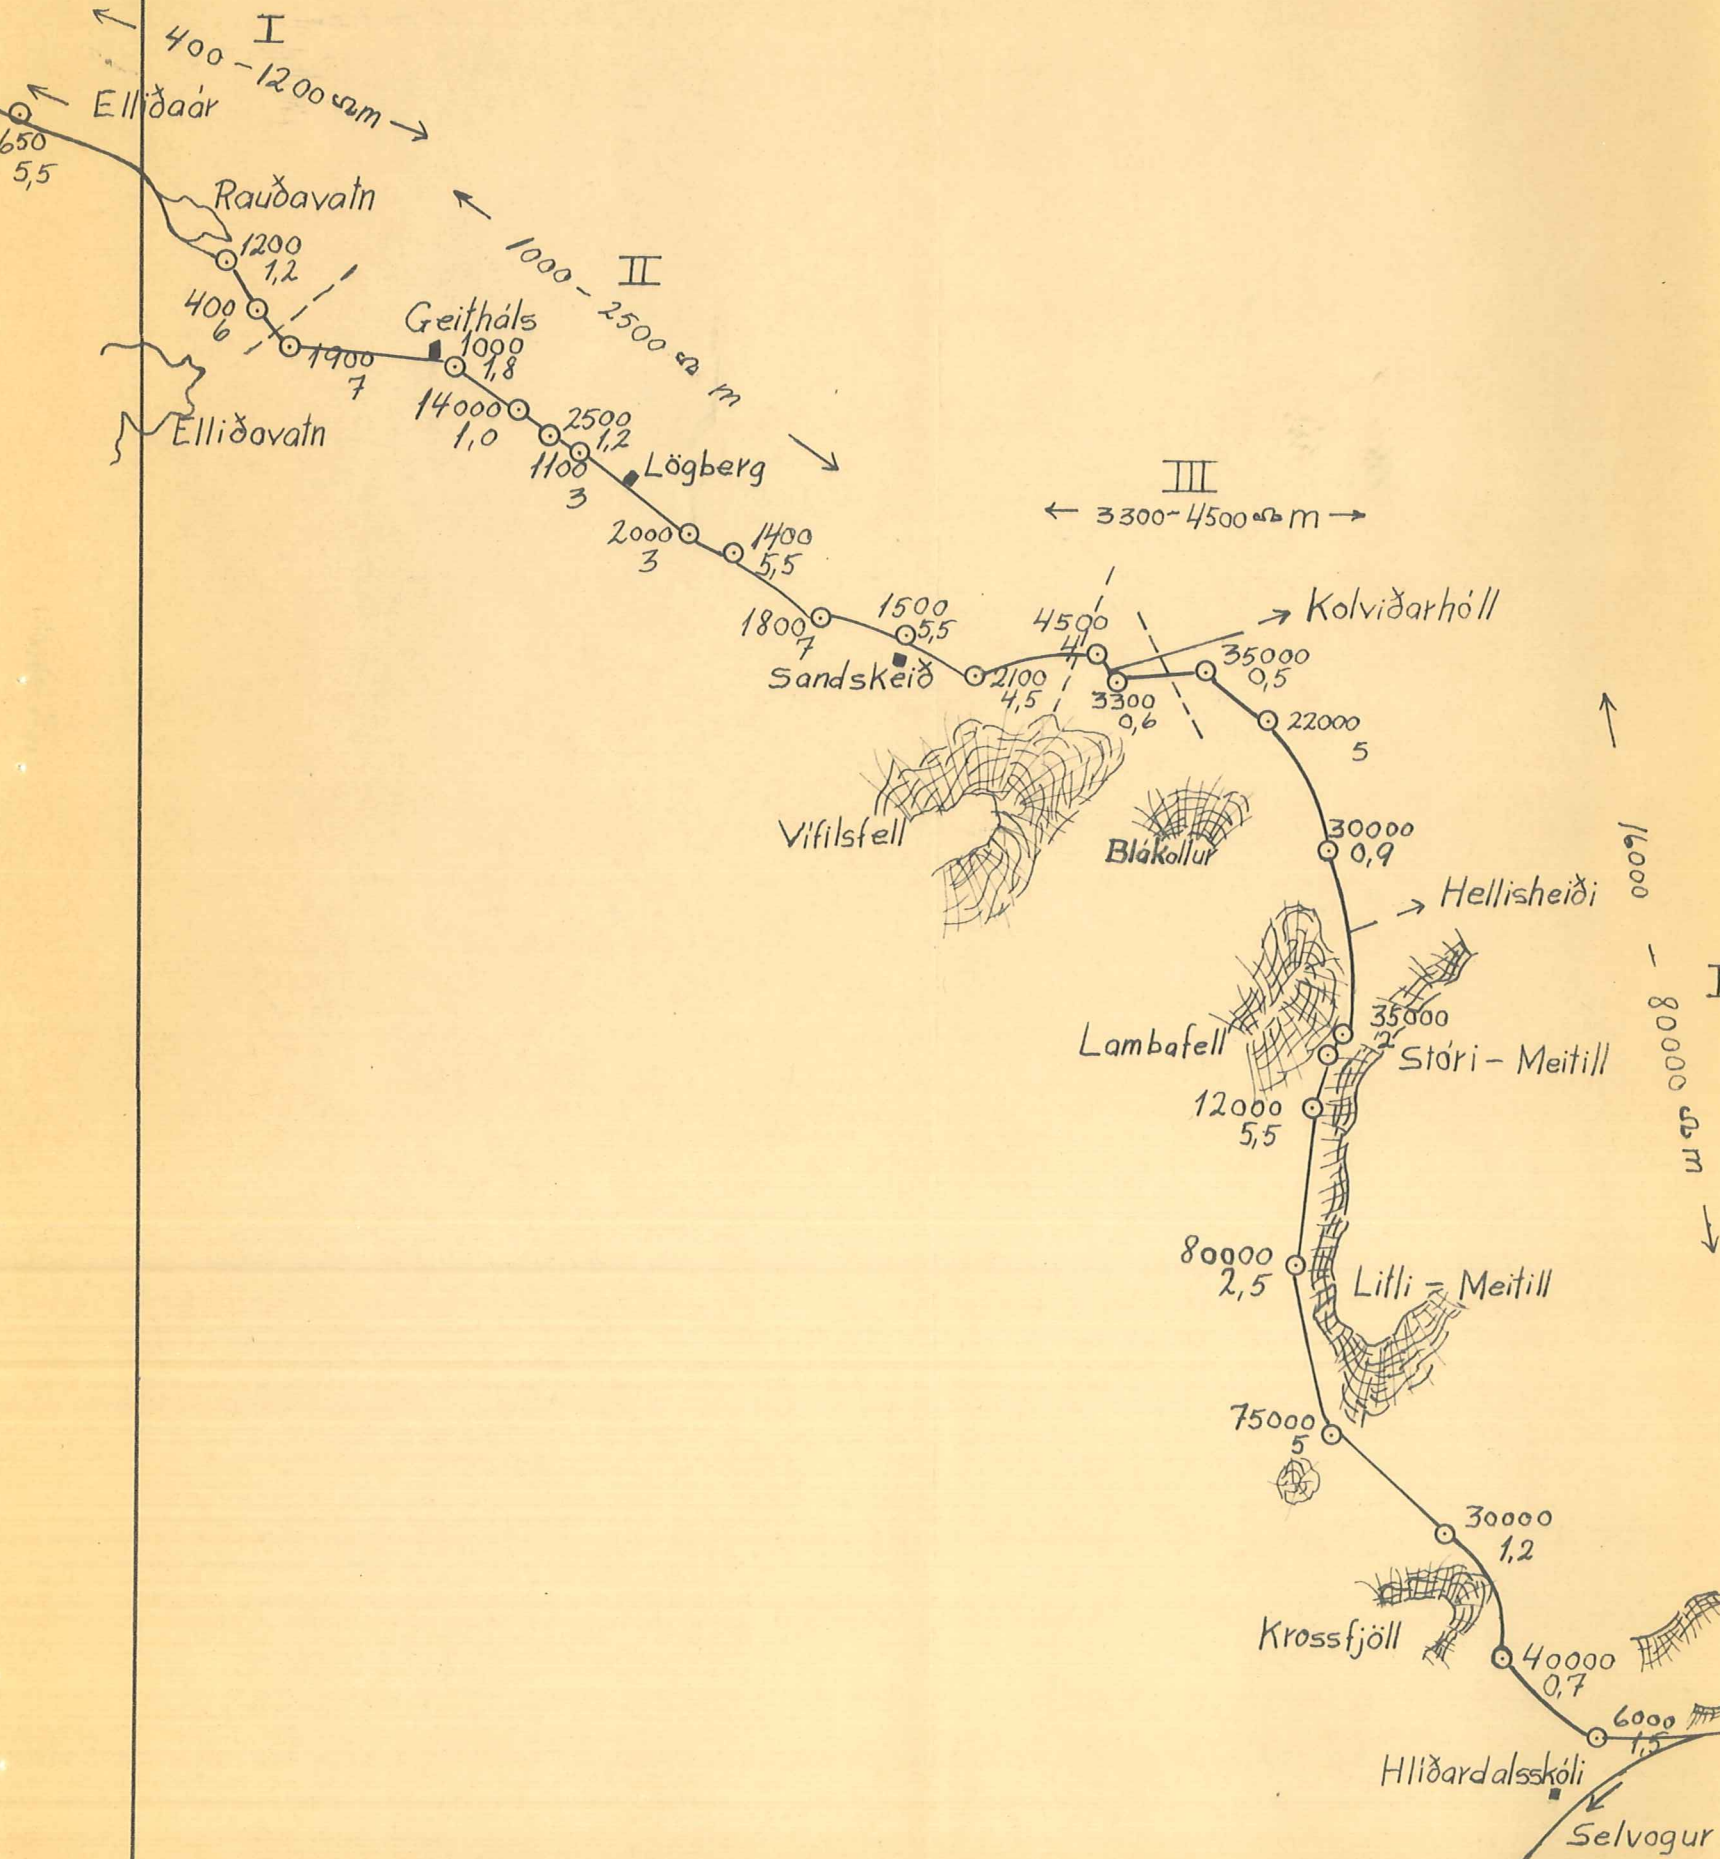 I
400 - 1200 Ωm
Elliðaár
650
5,5
Rauðavatn
1200
1,2
400
6
1900
7
Elliðavatn
II
1000 - 2500 Ω m
Geitháls
1000
1,8
14000
1,0
2500
1,2
1100
3
Lögberg
2000
3
1400
5,5
1800
7
1500
5,5
Sandskeið
2100
4,5
III
3300 - 4500 Ω m
4500
4
3300
0,6
Kolviðarhóll
35000
0,5
22000
5
Vífilsfell
Blákollur
30000
0,9
Hellisheiði
16000 - 80000 Ω m
Lambafell
35000
2
Stóri - Meitill
12000
5,5
80000
2,5
Litli - Meitill
75000
5
30000
1,2
Krossfjöll
40000
0,7
6000
1,5
Hlíðardalsskóli
Selvogur